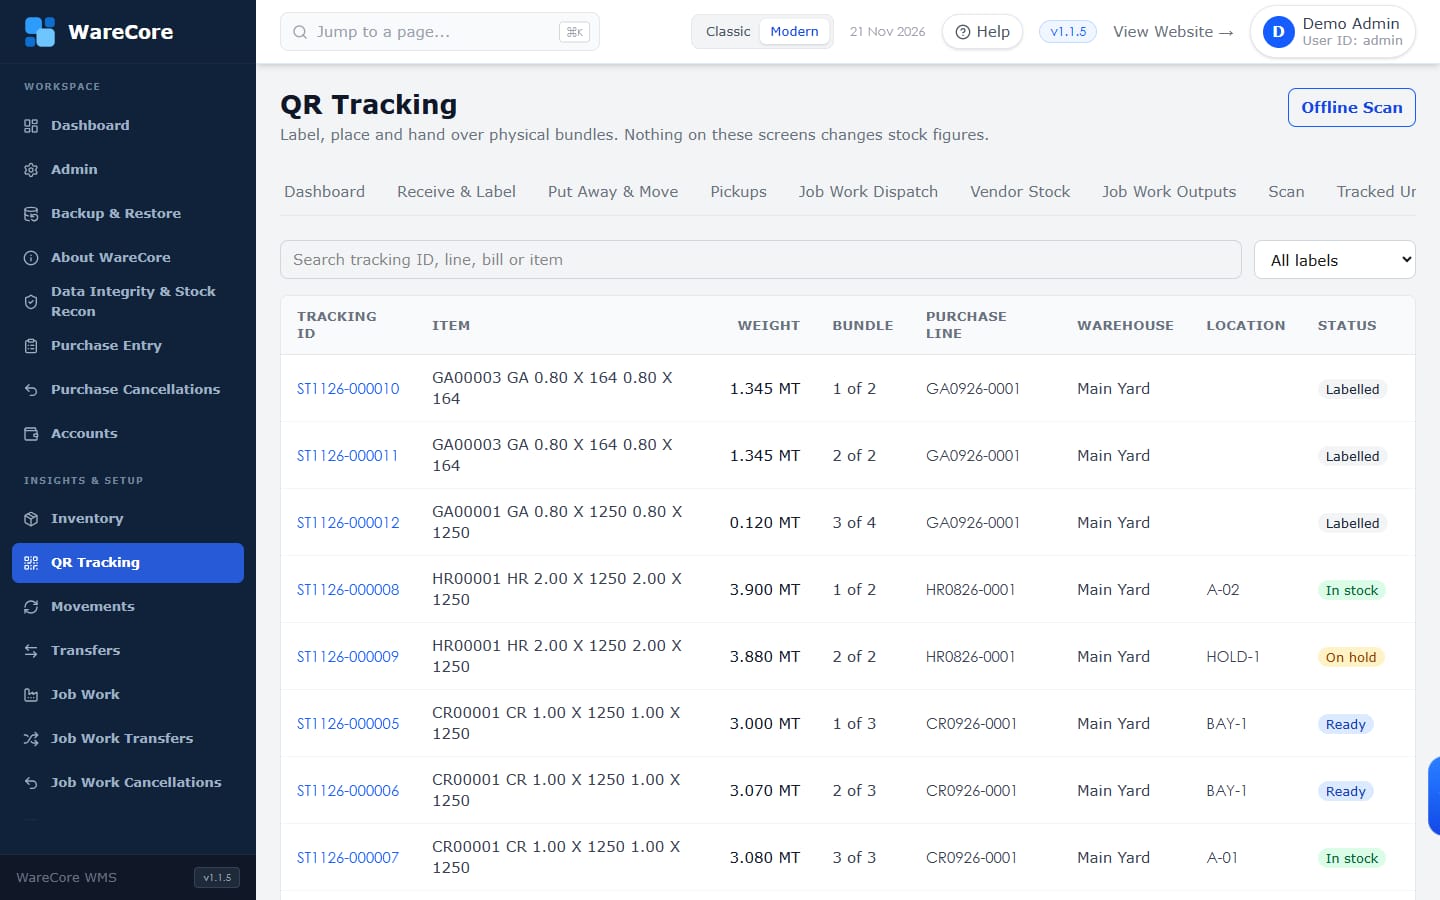 WareCore
Jump to a page...
⌘K
Classic
Modern
21 Nov 2026
Help
v1.1.5
View Website →
D
Demo Admin
User ID: admin
WORKSPACE
Dashboard
Admin
Backup & Restore
About WareCore
Data Integrity & Stock
Recon
Purchase Entry
Purchase Cancellations
Accounts
INSIGHTS & SETUP
Inventory
QR Tracking
Movements
Transfers
Job Work
Job Work Transfers
Job Work Cancellations
WareCore WMS
v1.1.5
QR Tracking
Label, place and hand over physical bundles. Nothing on these screens changes stock figures.
Offline Scan
Dashboard Receive & Label Put Away & Move Pickups Job Work Dispatch Vendor Stock Job Work Outputs Scan Tracked Ur
Search tracking ID, line, bill or item
All labels
TRACKING
ID
ITEM
WEIGHT
BUNDLE
PURCHASE
LINE
WAREHOUSE
LOCATION
STATUS
ST1126-000010
GA00003 GA 0.80 X 164 0.80 X
164
1.345 MT
1 of 2
GA0926-0001
Main Yard
Labelled
ST1126-000011
GA00003 GA 0.80 X 164 0.80 X
164
1.345 MT
2 of 2
GA0926-0001
Main Yard
Labelled
ST1126-000012
GA00001 GA 0.80 X 1250 0.80 X
1250
0.120 MT
3 of 4
GA0926-0001
Main Yard
Labelled
ST1126-000008
HR00001 HR 2.00 X 1250 2.00 X
1250
3.900 MT
1 of 2
HR0826-0001
Main Yard
A-02
In stock
ST1126-000009
HR00001 HR 2.00 X 1250 2.00 X
1250
3.880 MT
2 of 2
HR0826-0001
Main Yard
HOLD-1
On hold
ST1126-000005
CR00001 CR 1.00 X 1250 1.00 X
1250
3.000 MT
1 of 3
CR0926-0001
Main Yard
BAY-1
Ready
ST1126-000006
CR00001 CR 1.00 X 1250 1.00 X
1250
3.070 MT
2 of 3
CR0926-0001
Main Yard
BAY-1
Ready
ST1126-000007
CR00001 CR 1.00 X 1250 1.00 X
1250
3.080 MT
3 of 3
CR0926-0001
Main Yard
A-01
In stock